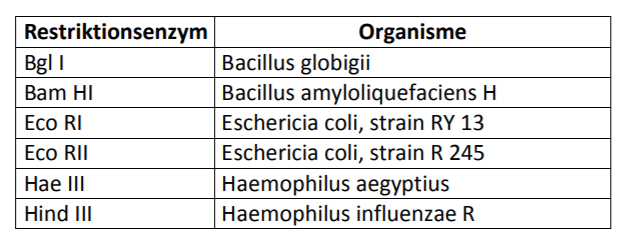 Restriktionsenzym Organisme
Bgl I Bacillus globigii
Bam HI Bacillus amyloliquefaciens H
Eco RI Eschericia coli, strain RY 13
Eco RII Eschericia coli, strain R 245
Hae III Haemophilus aegyptius
Hind III Haemophilus influenzae R